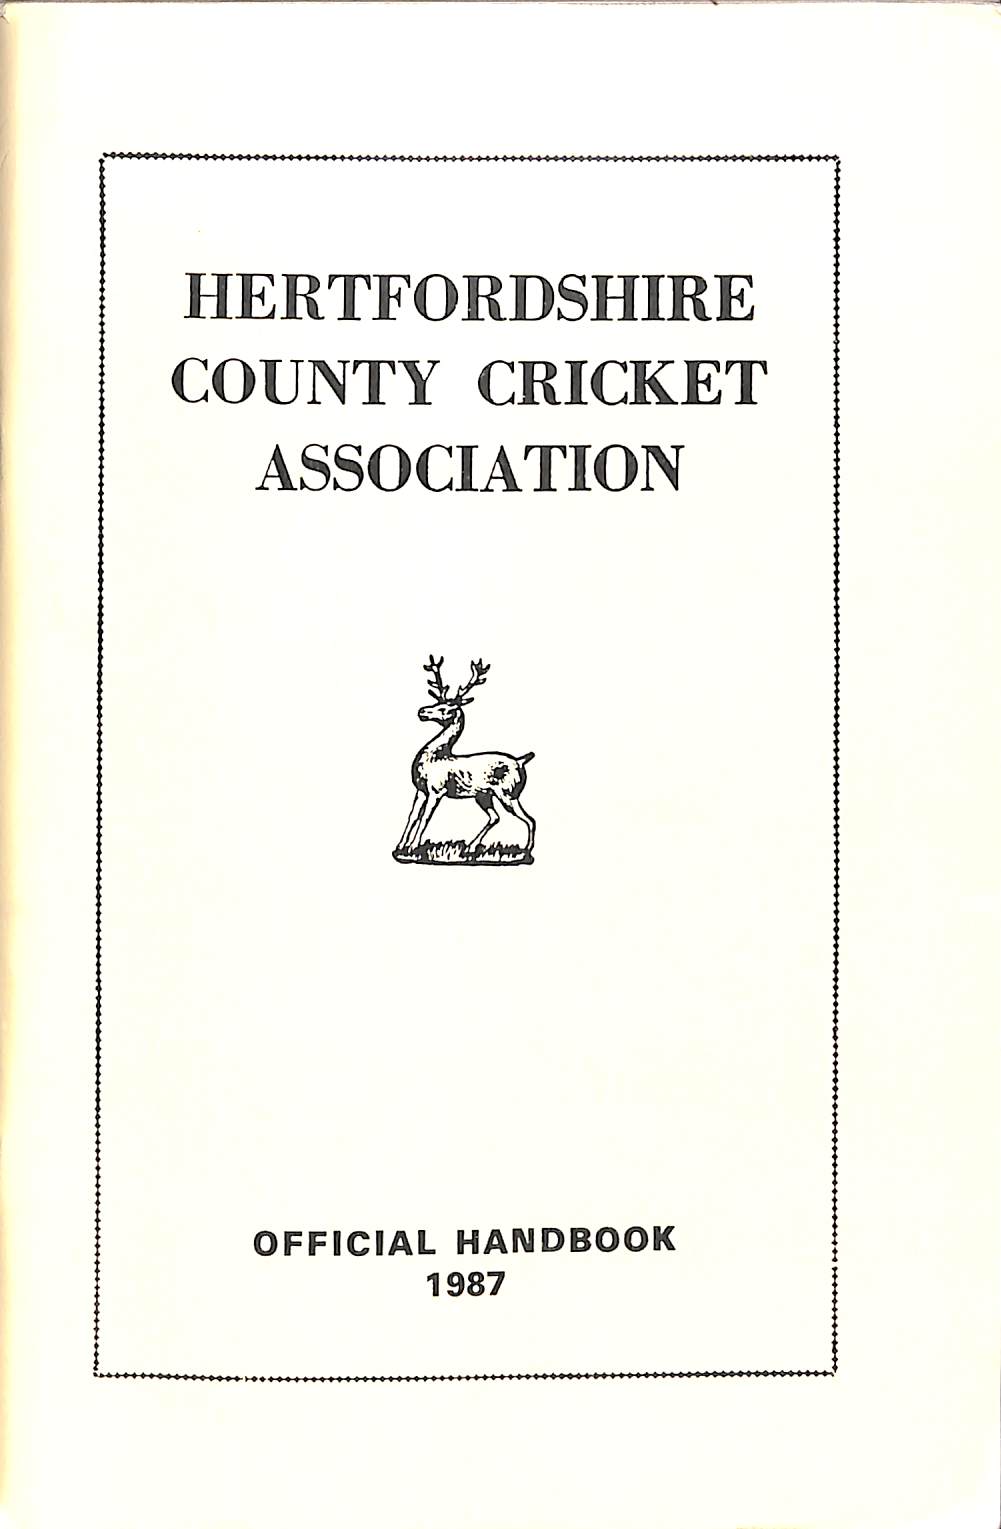 HERTFORDSHIRE
COUNTY CRICKET
ASSOCIATION
OFFICIAL HANDBOOK
1987